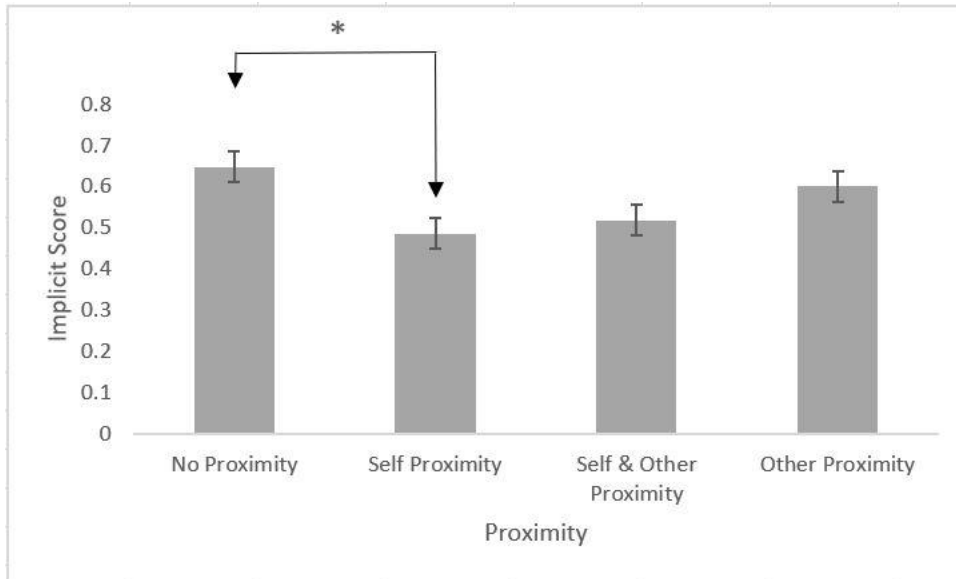 *
0.8
0.7
0.6
0.5
0.4
0.3
0.2
0.1
0
Implicit Score
No Proximity
Self Proximity
Self & Other
Proximity
Other Proximity
Proximity